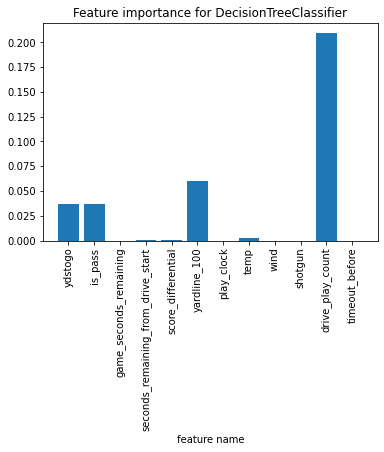 Feature importance for DecisionTreeClassifier
0.200
0.175
0.150
0.125
0.100
0.075
0.050
0.025
0.000
ydstogo
is_pass
game_seconds_remaining
seconds_remaining_from_drive_start
score_differential
yardline_100
play_clock
temp
wind
shotgun
drive_play_count
timeout_before
feature name